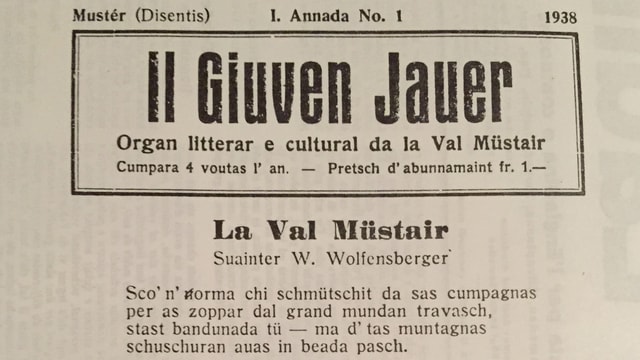 Mustér (Disentis) I. Annada No. 1 1938
Il Giuven Jauer
Organ litterar e cultural da la Val Müstair
Cumpara 4 voutas l' an. — Pretsch d'abunnamaint fr. 1.—
La Val Müstair
Suainter W. Wolfensberger
Sco' n' orma chi schmütschit da sas cumpagnas
per as zoppar dal grand mundan travasch,
stast bandunada tü — ma d'tas muntagnas
schuschuran auas in beada pasch.